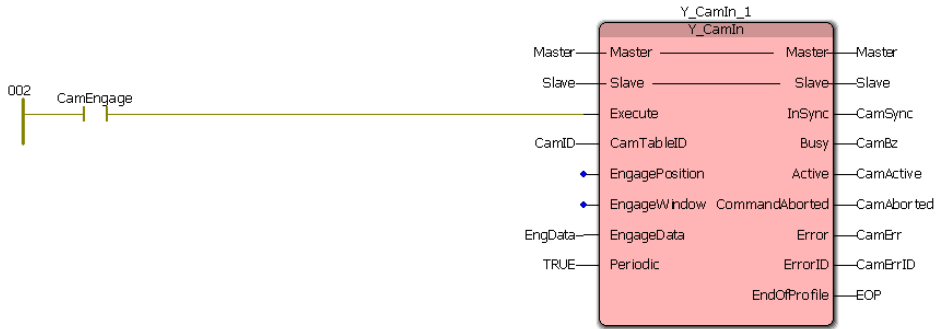 Y_CamIn_1
Y_CamIn
Master Master Master Master
Slave Slave Slave Slave
002
CamEngage
Execute InSync CamSync
CamID CamTableID Busy CamBz
EngagePosition Active CamActive
EngageWindow CommandAborted CamAborted
EngData EngageData Error CamErr
TRUE Periodic ErrorID CamErrID
EndOfProfile EOP